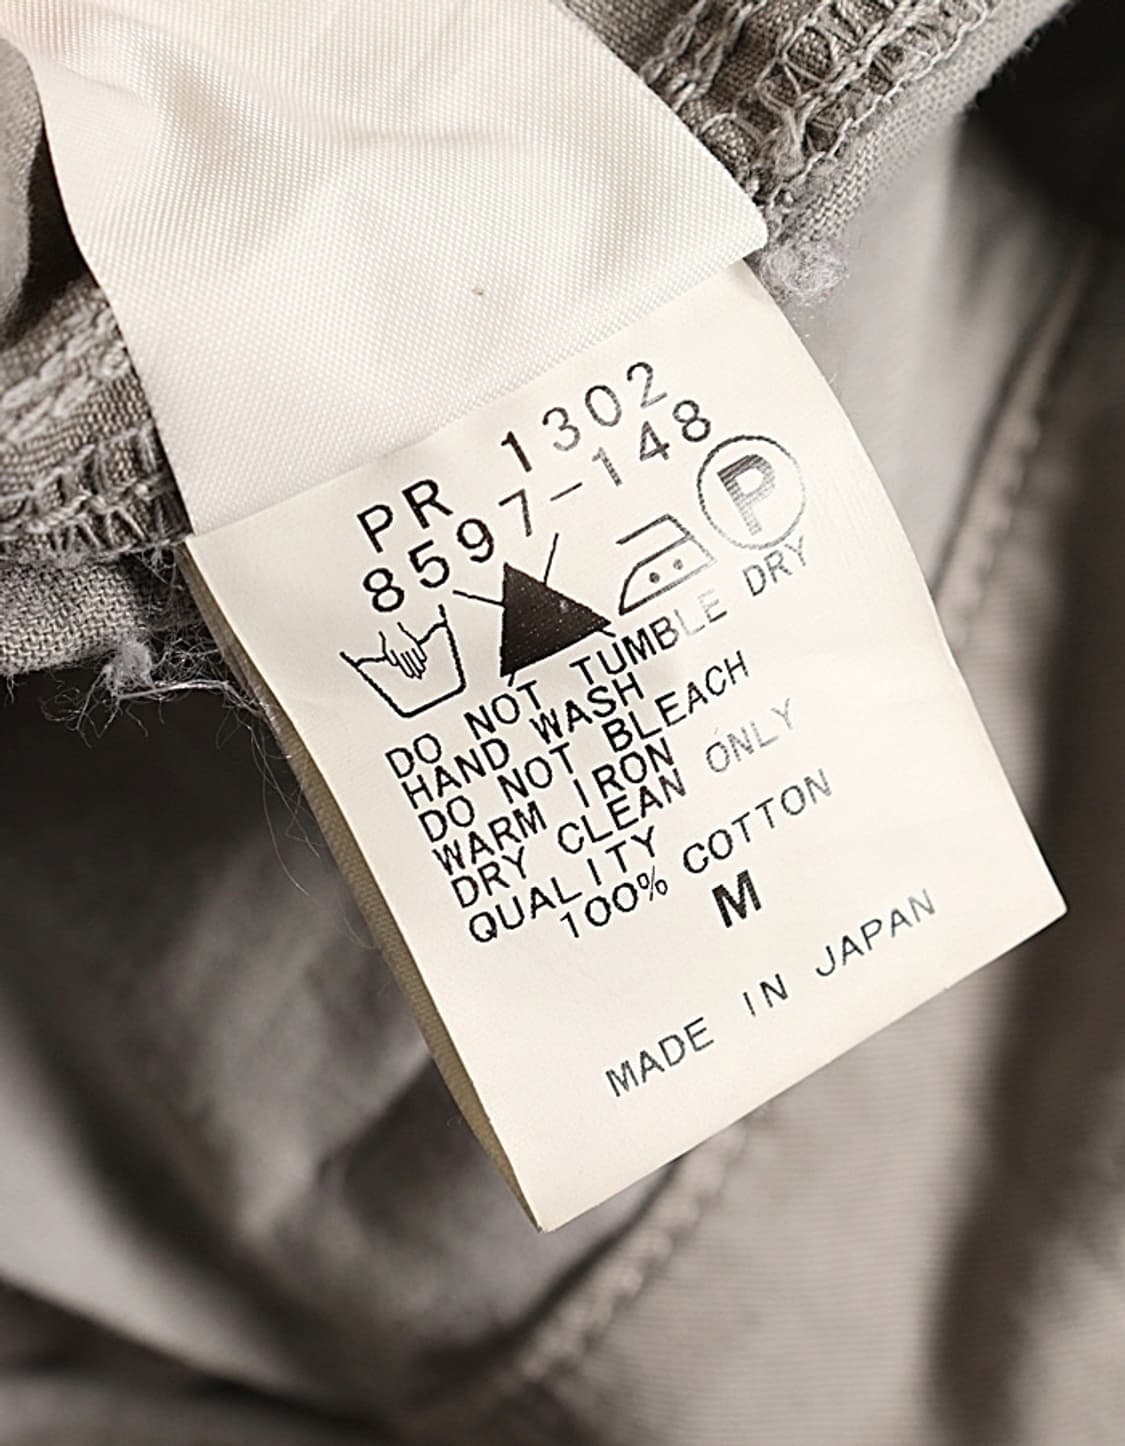 PR 1302
8597-148
P
DO NOT TUMBLE DRY
HAND WASH
DO NOT BLEACH
WARM IRON
DRY CLEAN ONLY
QUALITY
100% COTTON
M
MADE IN JAPAN